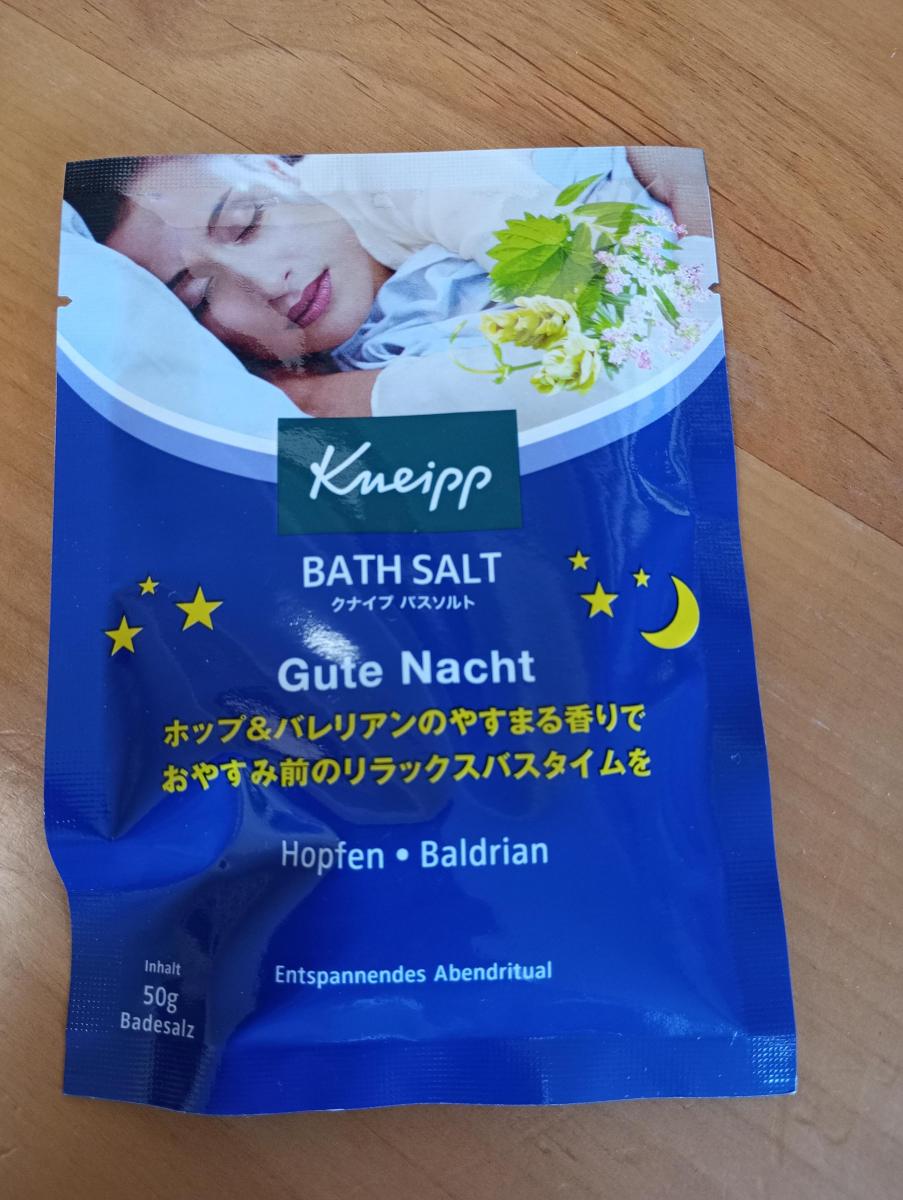 Kneipp
BATH SALT
クナイプ バスソルト
Gute Nacht
ホップ&バレリアンのやすまる香りで
おやすみ前のリラックスバスタイムを
Hopfen • Baldrian
Entspannendes Abendritual
Inhalt
50g
Badesalz